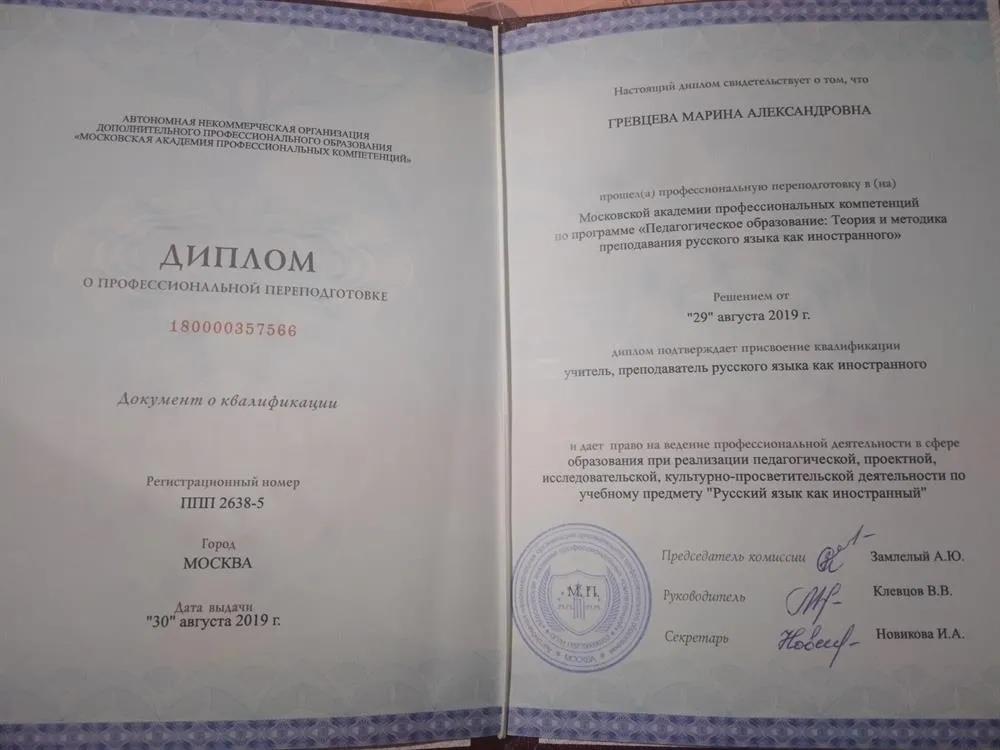 АВТОНОМНАЯ НЕКОММЕРЧЕСКАЯ ОРГАНИЗАЦИЯ
ДОПОЛНИТЕЛЬНОГО ПРОФЕССИОНАЛЬНОГО ОБРАЗОВАНИЯ
«МОСКОВСКАЯ АКАДЕМИЯ ПРОФЕССИОНАЛЬНЫХ КОМПЕТЕНЦИЙ»
ДИПЛОМ
О ПРОФЕССИОНАЛЬНОЙ ПЕРЕПОДГОТОВКЕ
180000357566
Документ о квалификации
Регистрационный номер
ППП 2638-5
Город
МОСКВА
Дата выдачи
"30" августа 2019 г.
Настоящий диплом свидетельствует о том, что
ГРЕВЦЕВА МАРИНА АЛЕКСАНДРОВНА
прошел(а) профессиональную переподготовку в (на)
Московской академии профессиональных компетенций
по программе «Педагогическое образование: Теория и методика
преподавания русского языка как иностранного»
Решением от
"29" августа 2019 г.
диплом подтверждает присвоение квалификации
учитель, преподаватель русского языка как иностранного
и дает право на ведение профессиональной деятельности в сфере
образования при реализации педагогической, проектной,
исследовательской, культурно-просветительской деятельности по
учебному предмету "Русский язык как иностранный"
Председатель комиссии Замлелый А.Ю.
Руководитель Клевцов В.В.
Секретарь Новикова И.А.
М.П.